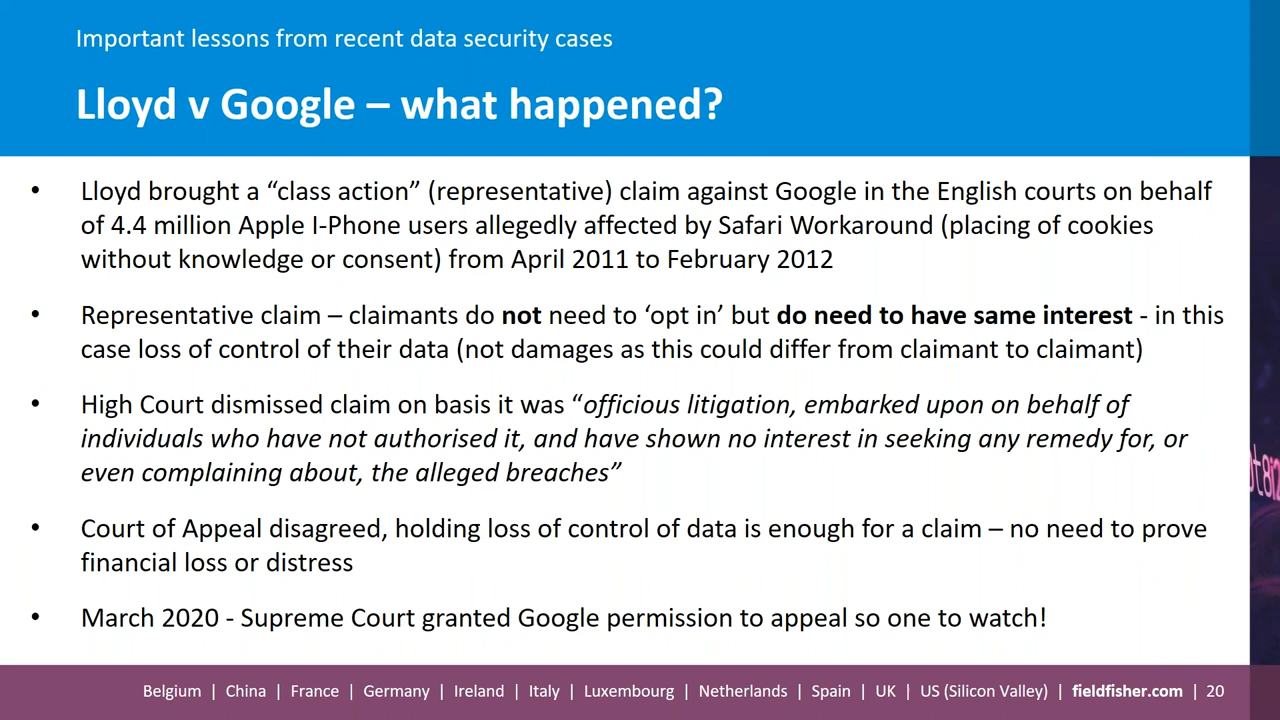 Important lessons from recent data security cases
Lloyd v Google – what happened?
• Lloyd brought a “class action” (representative) claim against Google in the English courts on behalf
of 4.4 million Apple I-Phone users allegedly affected by Safari Workaround (placing of cookies
without knowledge or consent) from April 2011 to February 2012
• Representative claim – claimants do not need to ‘opt in’ but do need to have same interest - in this
case loss of control of their data (not damages as this could differ from claimant to claimant)
• High Court dismissed claim on basis it was “officious litigation, embarked upon on behalf of
individuals who have not authorised it, and have shown no interest in seeking any remedy for, or
even complaining about, the alleged breaches”
• Court of Appeal disagreed, holding loss of control of data is enough for a claim – no need to prove
financial loss or distress
• March 2020 - Supreme Court granted Google permission to appeal so one to watch!
Belgium | China | France | Germany | Ireland | Italy | Luxembourg | Netherlands | Spain | UK | US (Silicon Valley) | fieldfisher.com | 20